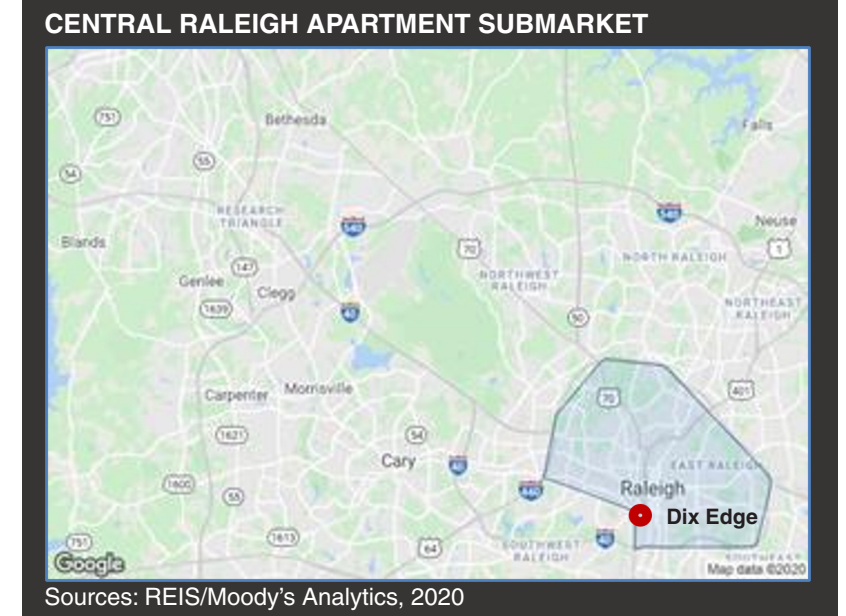 CENTRAL RALEIGH APARTMENT SUBMARKET
751
Bethesda
Falls
55
54
RESEARCH
TRIANGLE
540
540
Neuse
Blands
70
1
NORTH RALEIGH
147
Genlee
Clegg
NORTHWEST
RALEIGH
1639
40
NORTHEAST
RALEIGH
50
Carpenter
Morrisville
70
401
1621
54
Cary
40
EAST RALEIGH
1600
440
Raleigh
55
Dix Edge
751
1613
64
40
SOUTHWEST
RALEIGH
SOUTHEAST
Google
Map data ©2020
Sources: REIS/Moody's Analytics, 2020